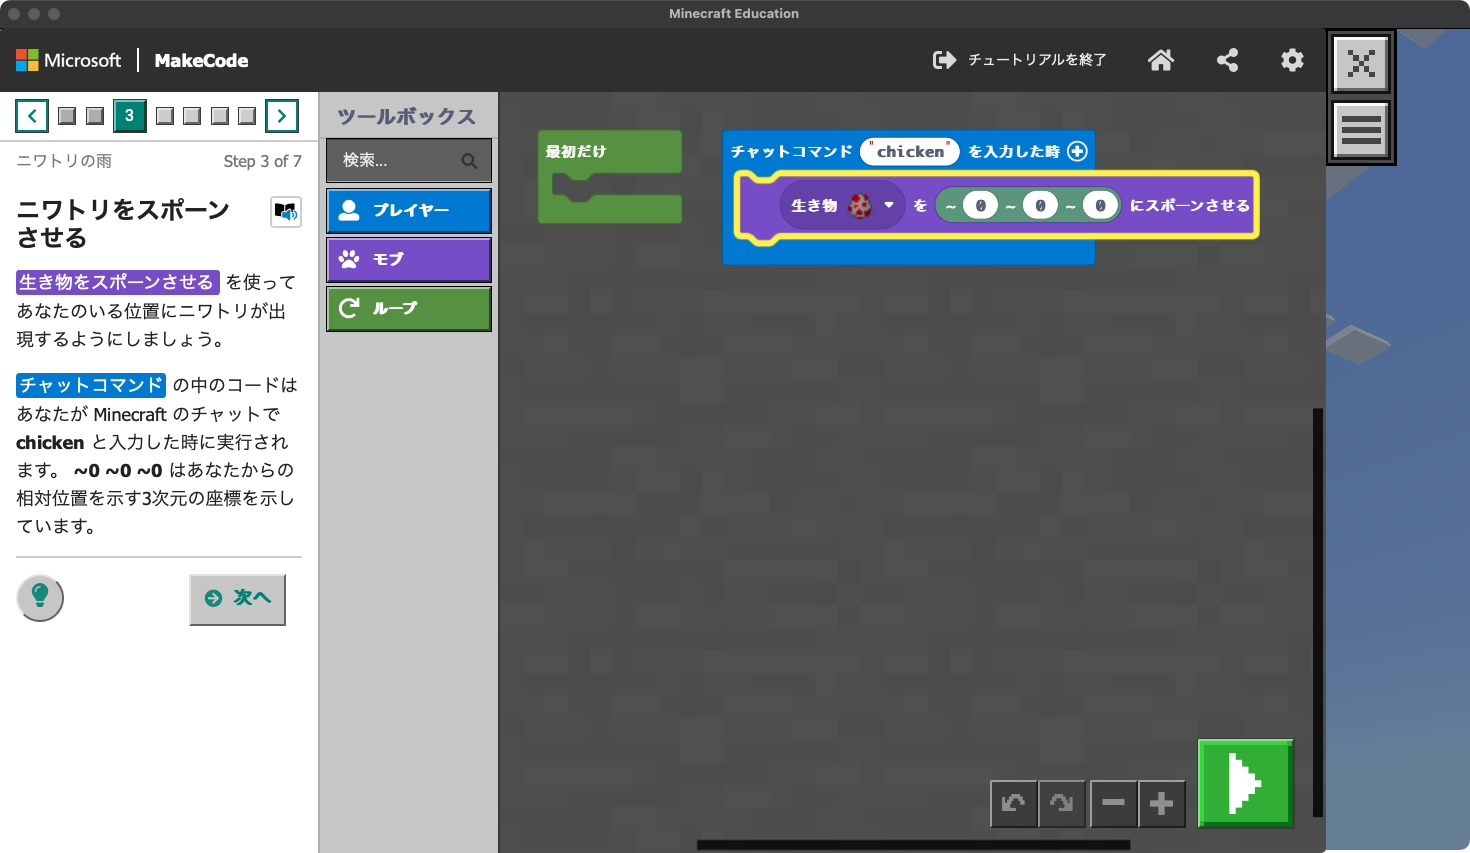 Minecraft Education
Microsoft | MakeCode
チュートリアルを終了
3
ニワトリの雨
Step 3 of 7
ニワトリをスポーン
させる
生き物をスポーンさせる を使って
あなたのいる位置にニワトリが出
現するようにしましょう。
チャットコマンド の中のコードは
あなたが Minecraft のチャットで
chicken と入力した時に実行され
ます。 ~0 ~0 ~0 はあなたからの
相対位置を示す3次元の座標を示し
ています。
次へ
ツールボックス
検索...
プレイヤー
モブ
ループ
最初だけ
チャットコマンド "chicken" を入力した時
生き物 を ~ 0 ~ 0 ~ 0 にスポーンさせる